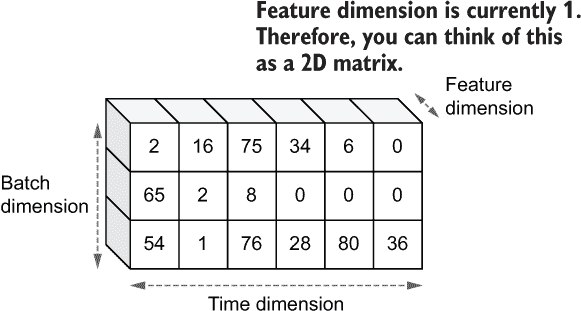 Feature dimension is currently 1.
Therefore, you can think of this
as a 2D matrix.
Feature
dimension
Batch
dimension
2 16 75 34 6 0
65 2 8 0 0 0
54 1 76 28 80 36
Time dimension